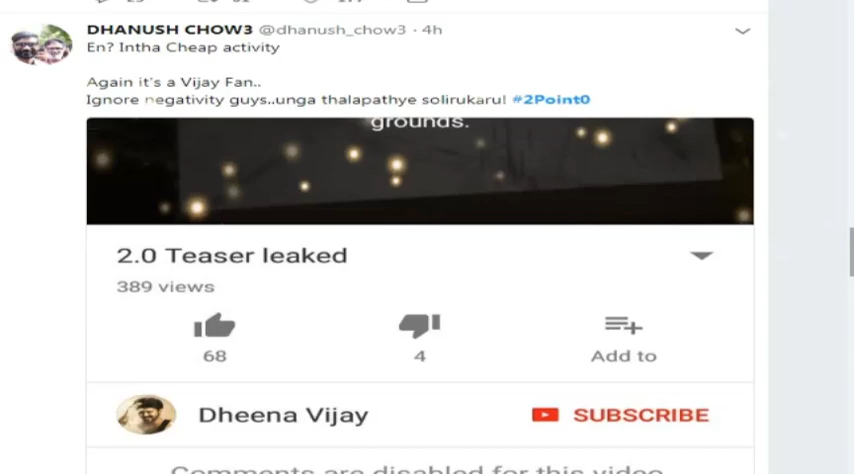 DHANUSH CHOW3 @dhanush_chow3 · 4h
En? Intha Cheap activity
Again it's a Vijay Fan..
Ignore negativity guys..unga thalapathye solirukaru! #2Point0
grounds.
2.0 Teaser leaked
389 views
68 4 Add to
Dheena Vijay SUBSCRIBE
Comments are disabled for this video